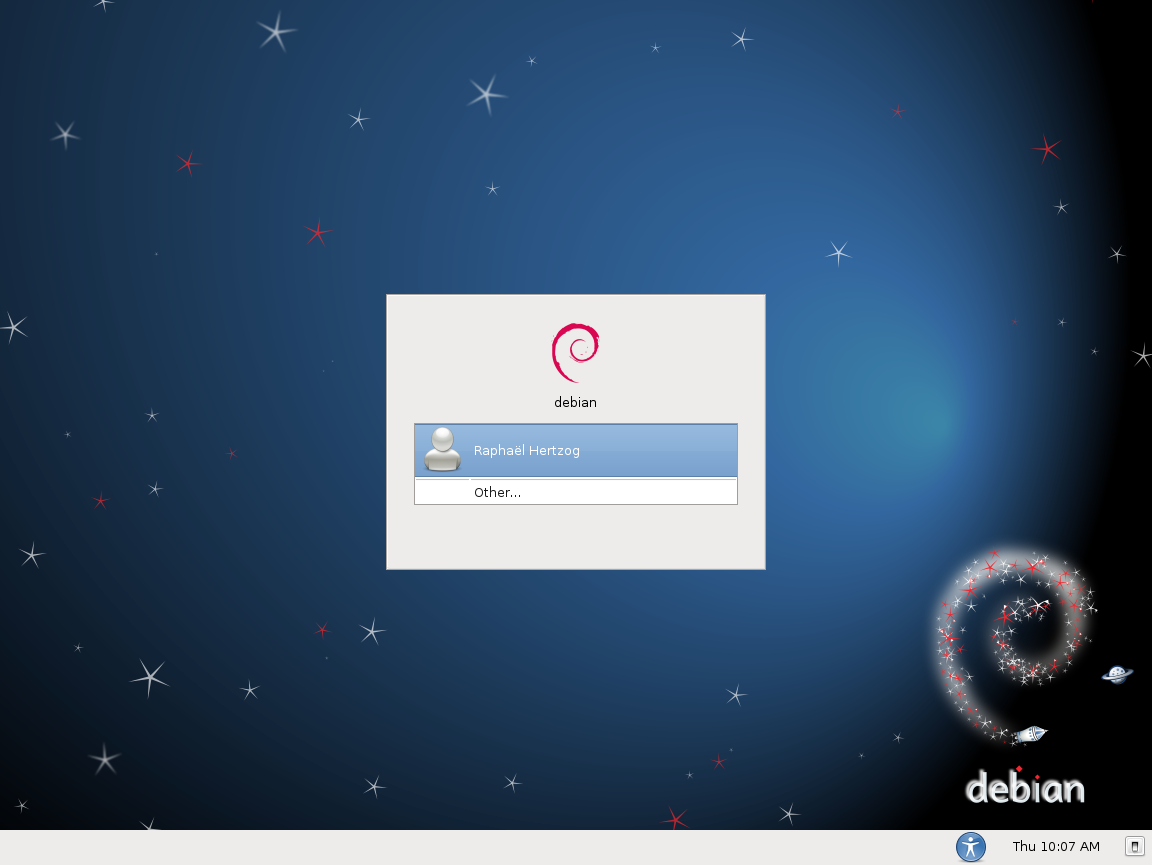 debian
Raphaël Hertzog
Other...
debian
Thu 10:07 AM